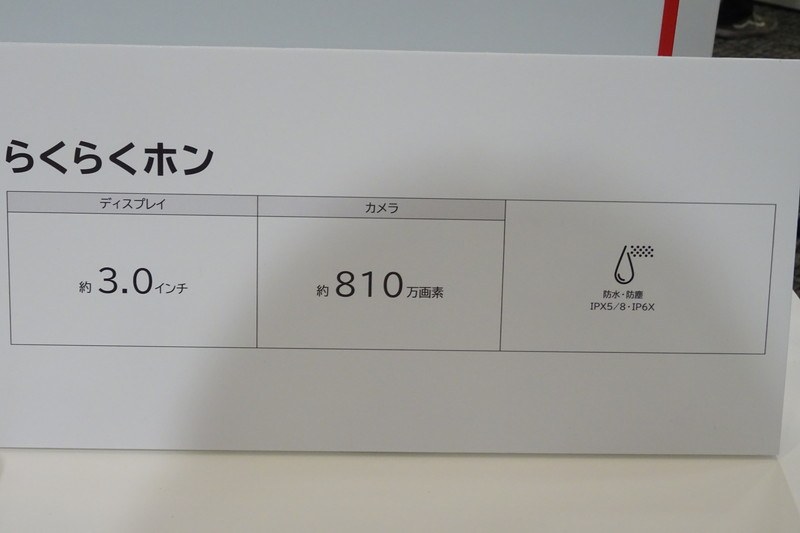 らくらくホン
ディスプレイ
カメラ
約 3.0インチ
約 810万画素
防水・防塵
IPX5/8・IP6X